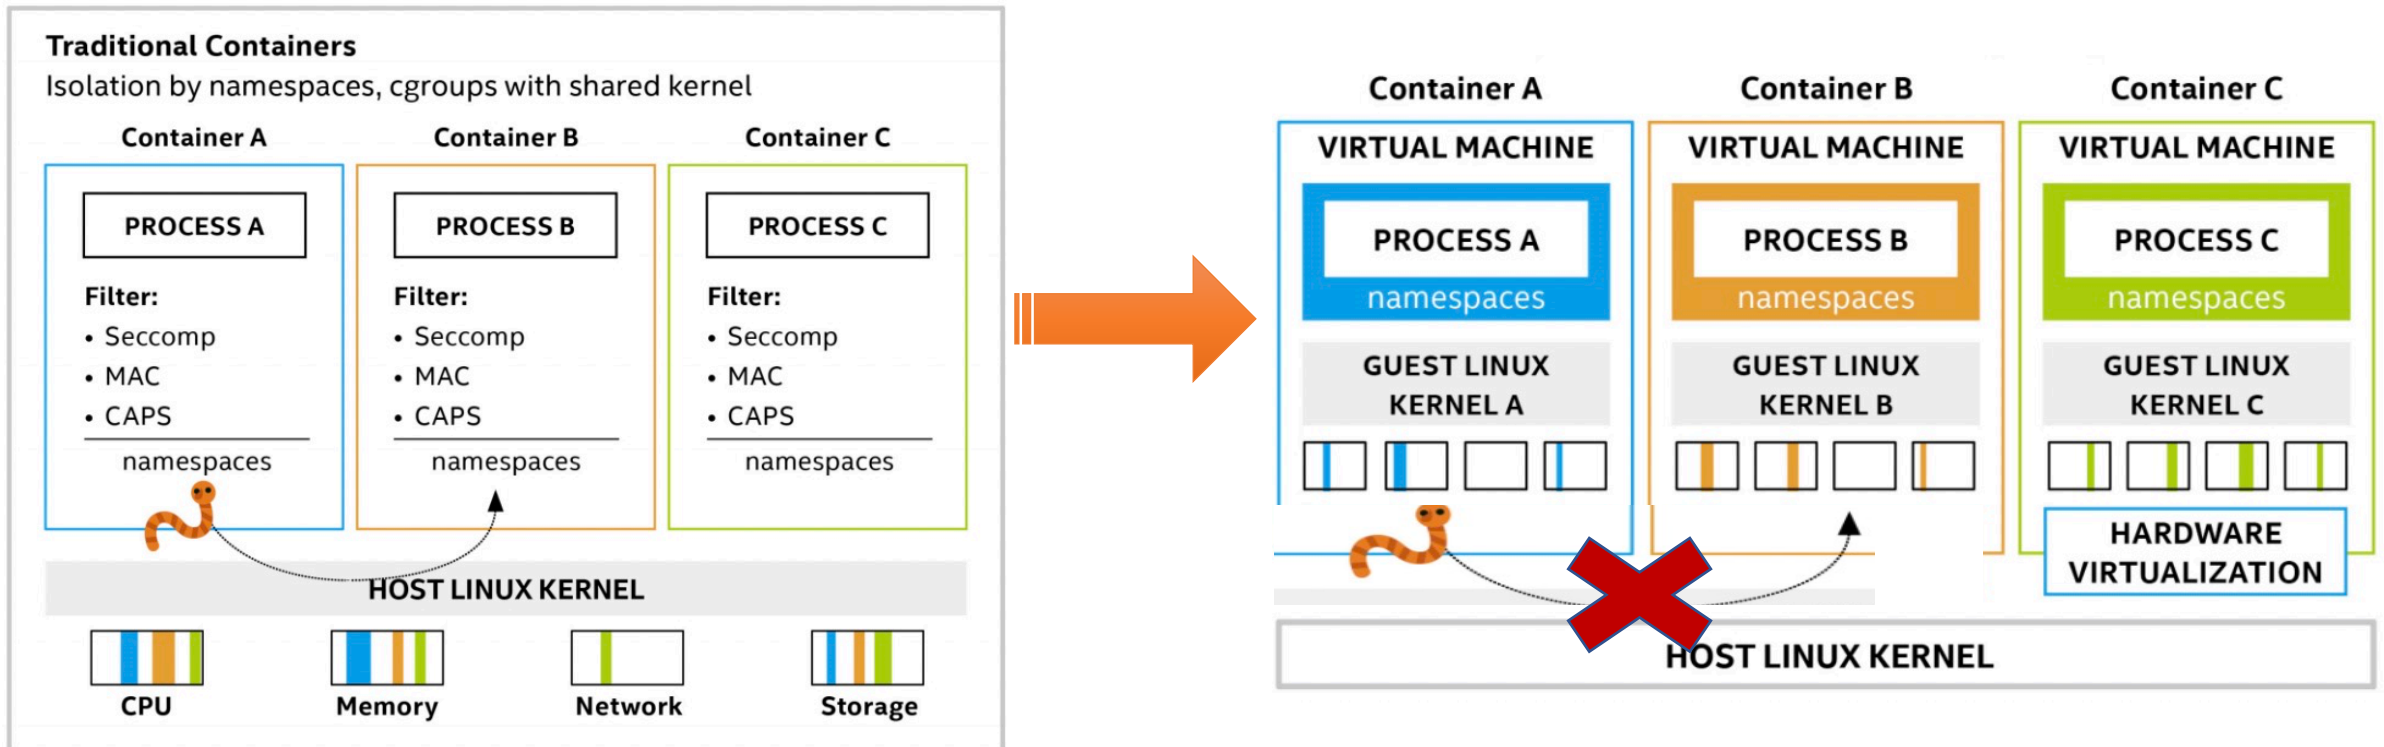 Traditional Containers
Isolation by namespaces, cgroups with shared kernel
Container A
Container B
Container C
PROCESS A
PROCESS B
PROCESS C
Filter:
• Seccomp
• MAC
• CAPS
namespaces
Filter:
• Seccomp
• MAC
• CAPS
namespaces
Filter:
• Seccomp
• MAC
• CAPS
namespaces
HOST LINUX KERNEL
CPU
Memory
Network
Storage
Container A
Container B
Container C
VIRTUAL MACHINE
PROCESS A
namespaces
GUEST LINUX
KERNEL A
VIRTUAL MACHINE
PROCESS B
namespaces
GUEST LINUX
KERNEL B
VIRTUAL MACHINE
PROCESS C
namespaces
GUEST LINUX
KERNEL C
HARDWARE
VIRTUALIZATION
HOST LINUX KERNEL